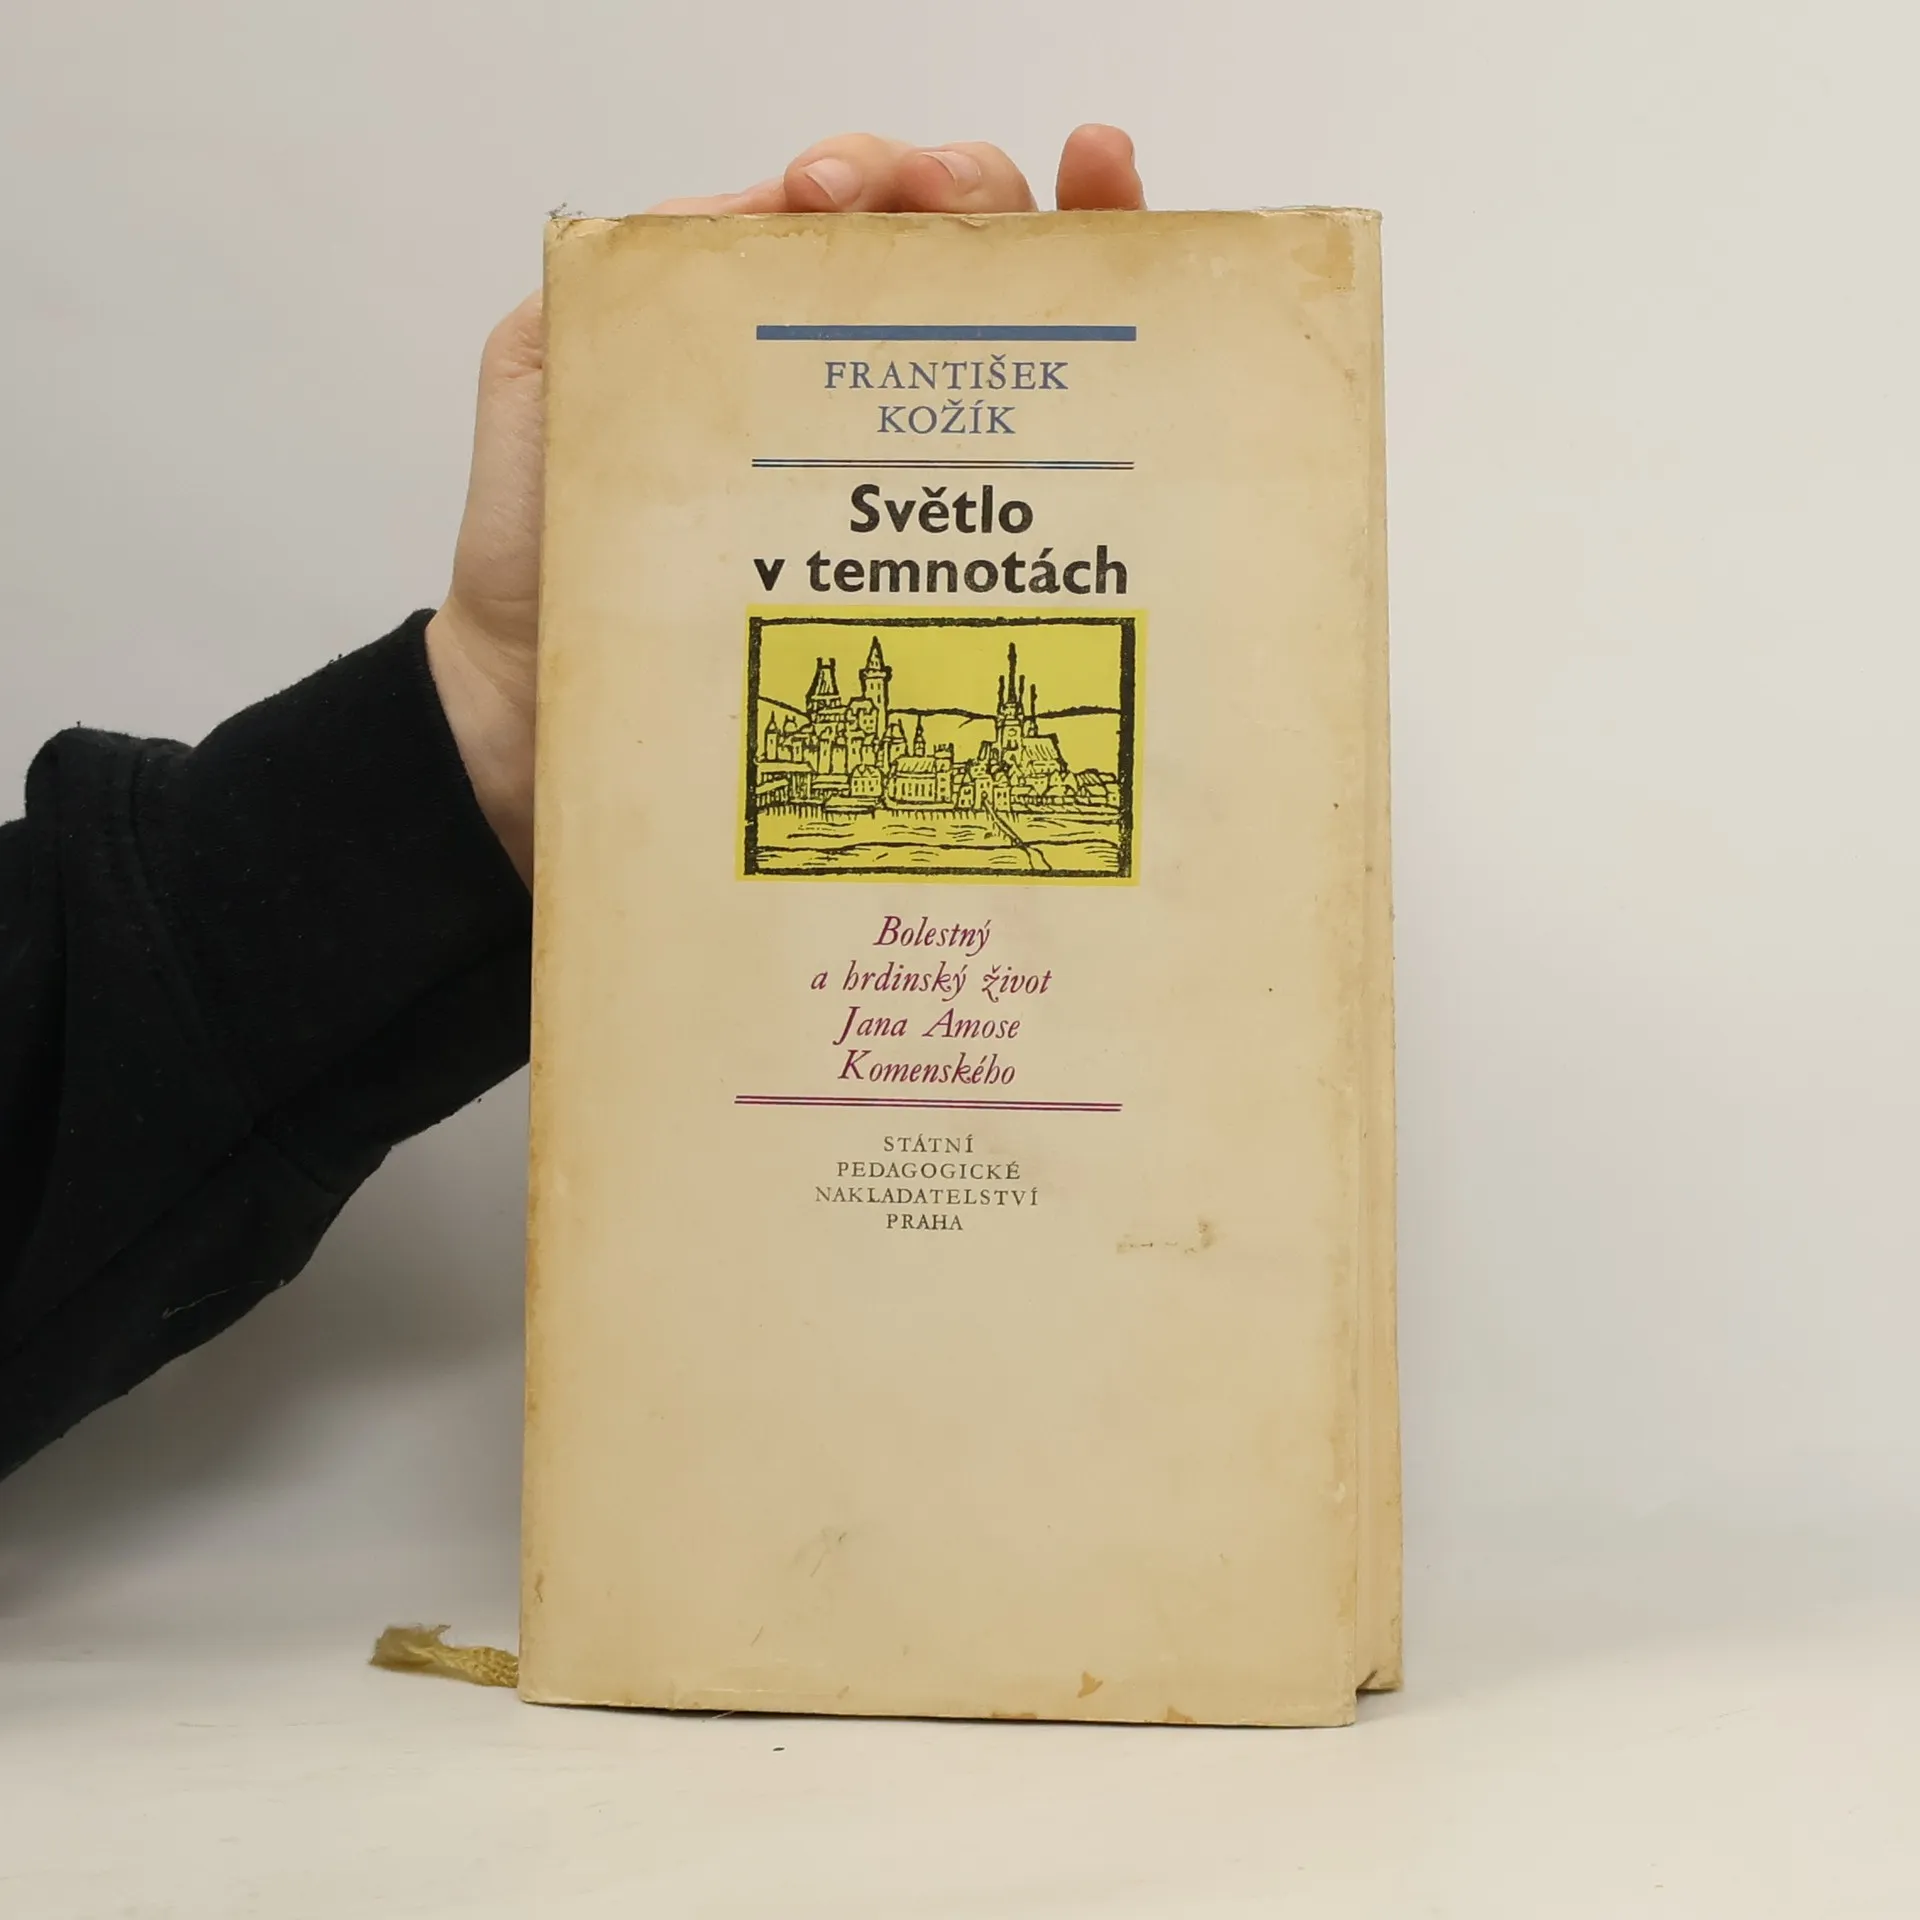 FRANTIŠEK
KOŽÍK
Světlo
v temnotách
Bolestný
a hrdinský život
Jana Amose
Komenského
STÁTNÍ
PEDAGOGICKÉ
NAKLADATELSTVÍ
PRAHA